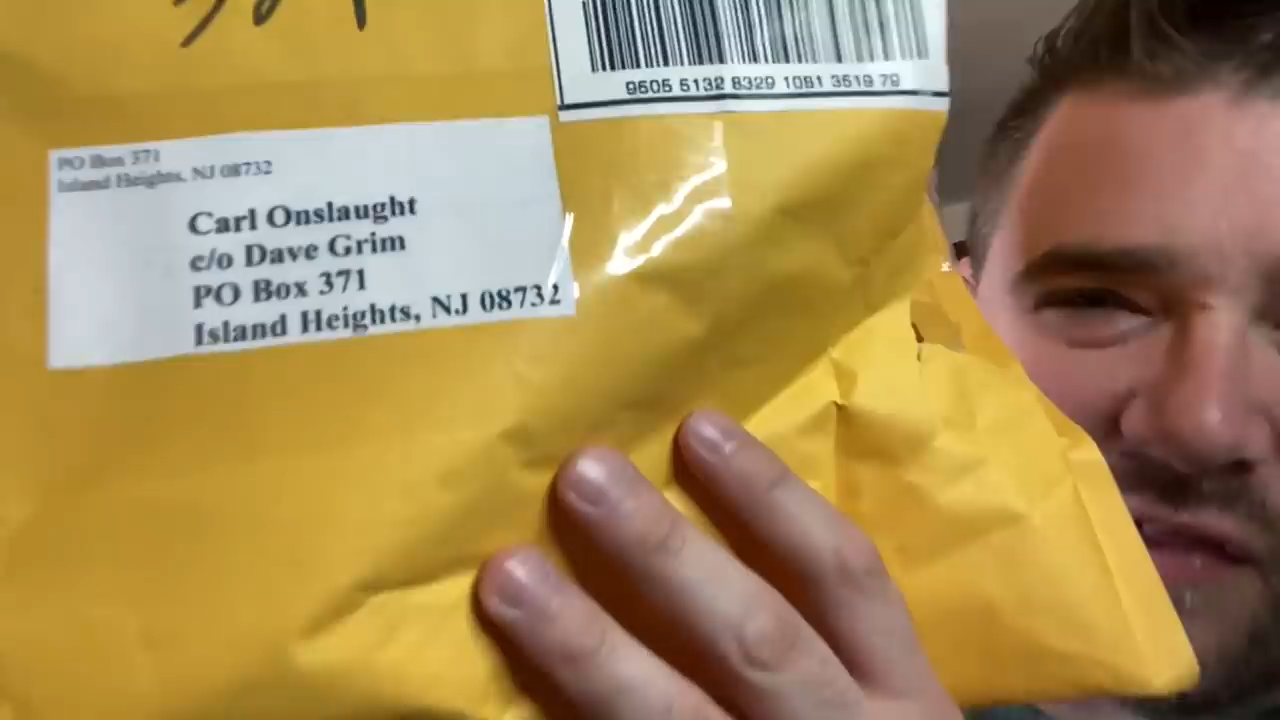 9505 5132 8329 1081 3519 79
PO Box 371
Island Heights, NJ 08732
Carl Onslaught
c/o Dave Grim
PO Box 371
Island Heights, NJ 08732